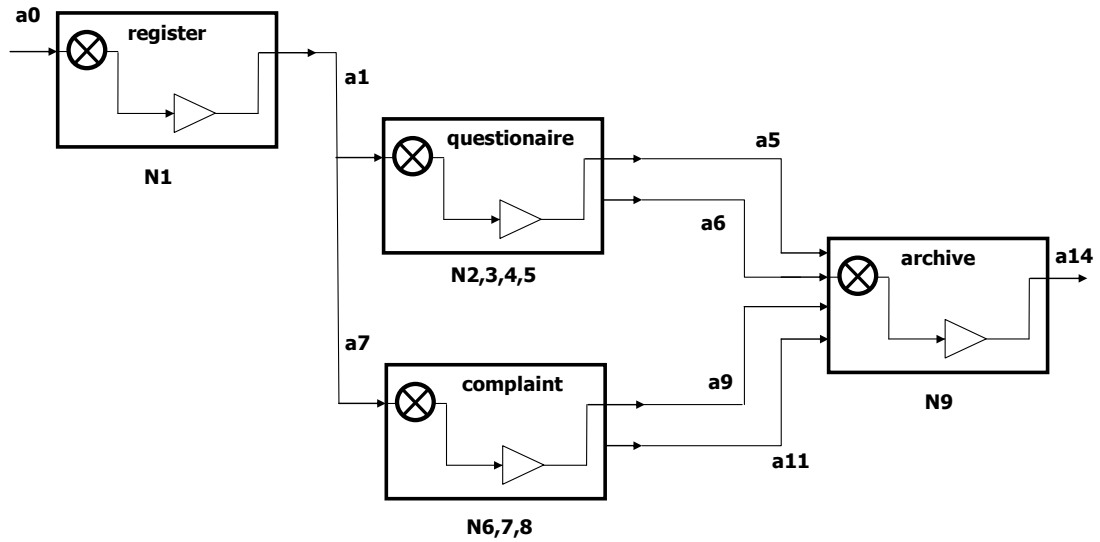 a0
register
a1
N1
questionaire
a5
a6
N2,3,4,5
archive
a14
a7
complaint
a9
N9
a11
N6,7,8